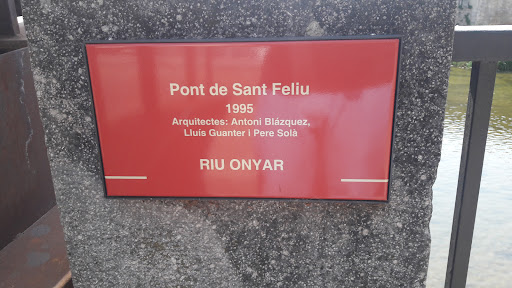 Pont de Sant Feliu
1995
Arquitectes: Antoni Blázquez,
Lluís Guanter i Pere Solà
RIU ONYAR